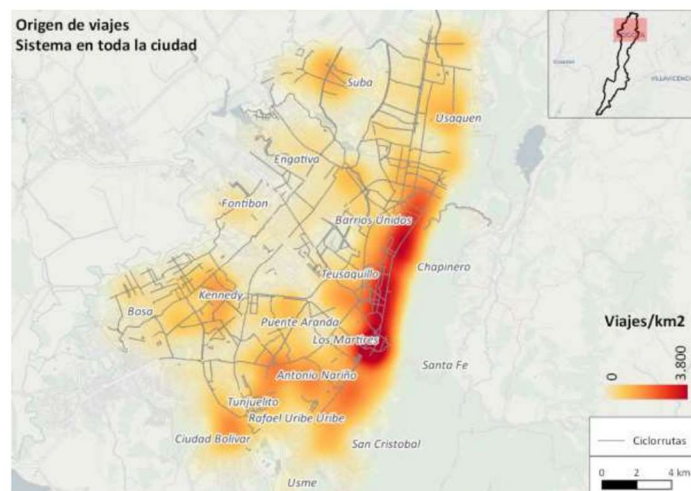 Origen de viajes
Sistema en toda la ciudad
BOGOTÁ
VILLAVICENCIO
Suba
Usaquen
Engativa
Fontibon
Barrios Unidos
Chapinero
Teusaquillo
Kennedy
Bosa
Puente Aranda
Los Martires
Santa Fe
Antonio Nariño
Tunjuelito
Rafael Uribe Uribe
Ciudad Bolivar
San Cristobal
Usme
Viajes/km2
0
3.800
Ciclorrutas
0 2 4 km